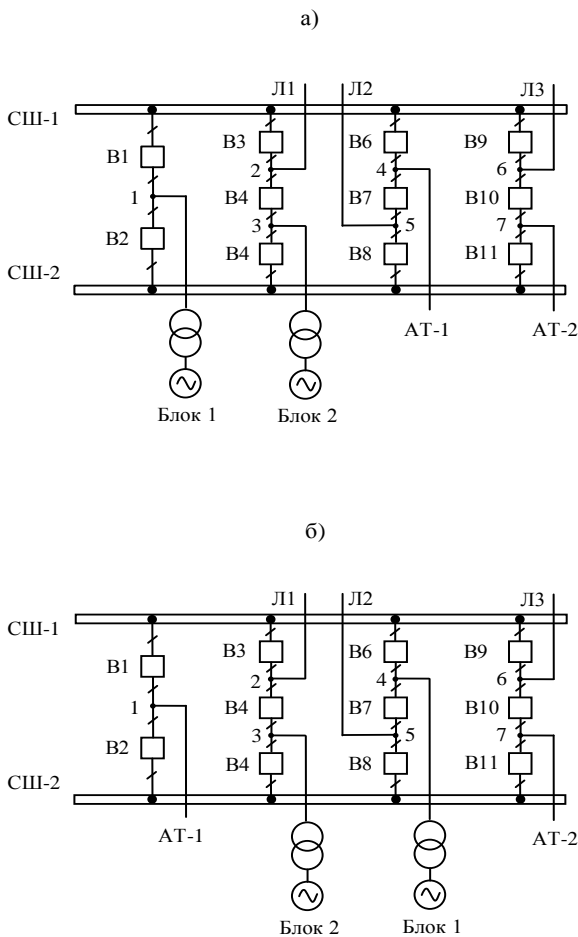 а)
Л1 Л2 Л3
СШ-1
В3 В6 В9
В1
2 4 6
1 В4 В7 В10
3 5 7
В2
В4 В8 В11
СШ-2
АТ-1 АТ-2
Блок 1 Блок 2
б)
Л1 Л2 Л3
СШ-1
В3 В6 В9
В1
2 4 6
1 В4 В7 В10
3 5 7
В2
В4 В8 В11
СШ-2
АТ-1 АТ-2
Блок 2 Блок 1